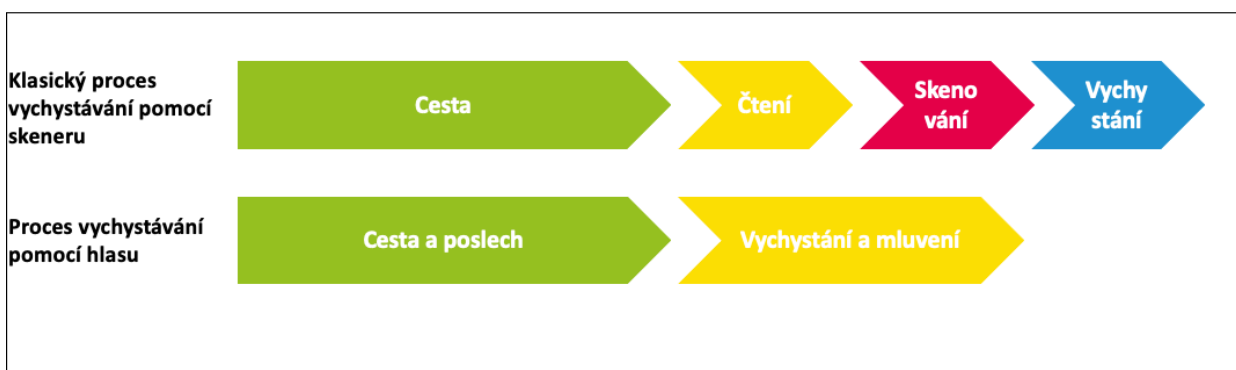 Klasický proces
vychystávání pomocí
skeneru
Cesta
Čtení
Skeno
vání
Vychy
stání
Proces vychystávání
pomocí hlasu
Cesta a poslech
Vychystání a mluvení